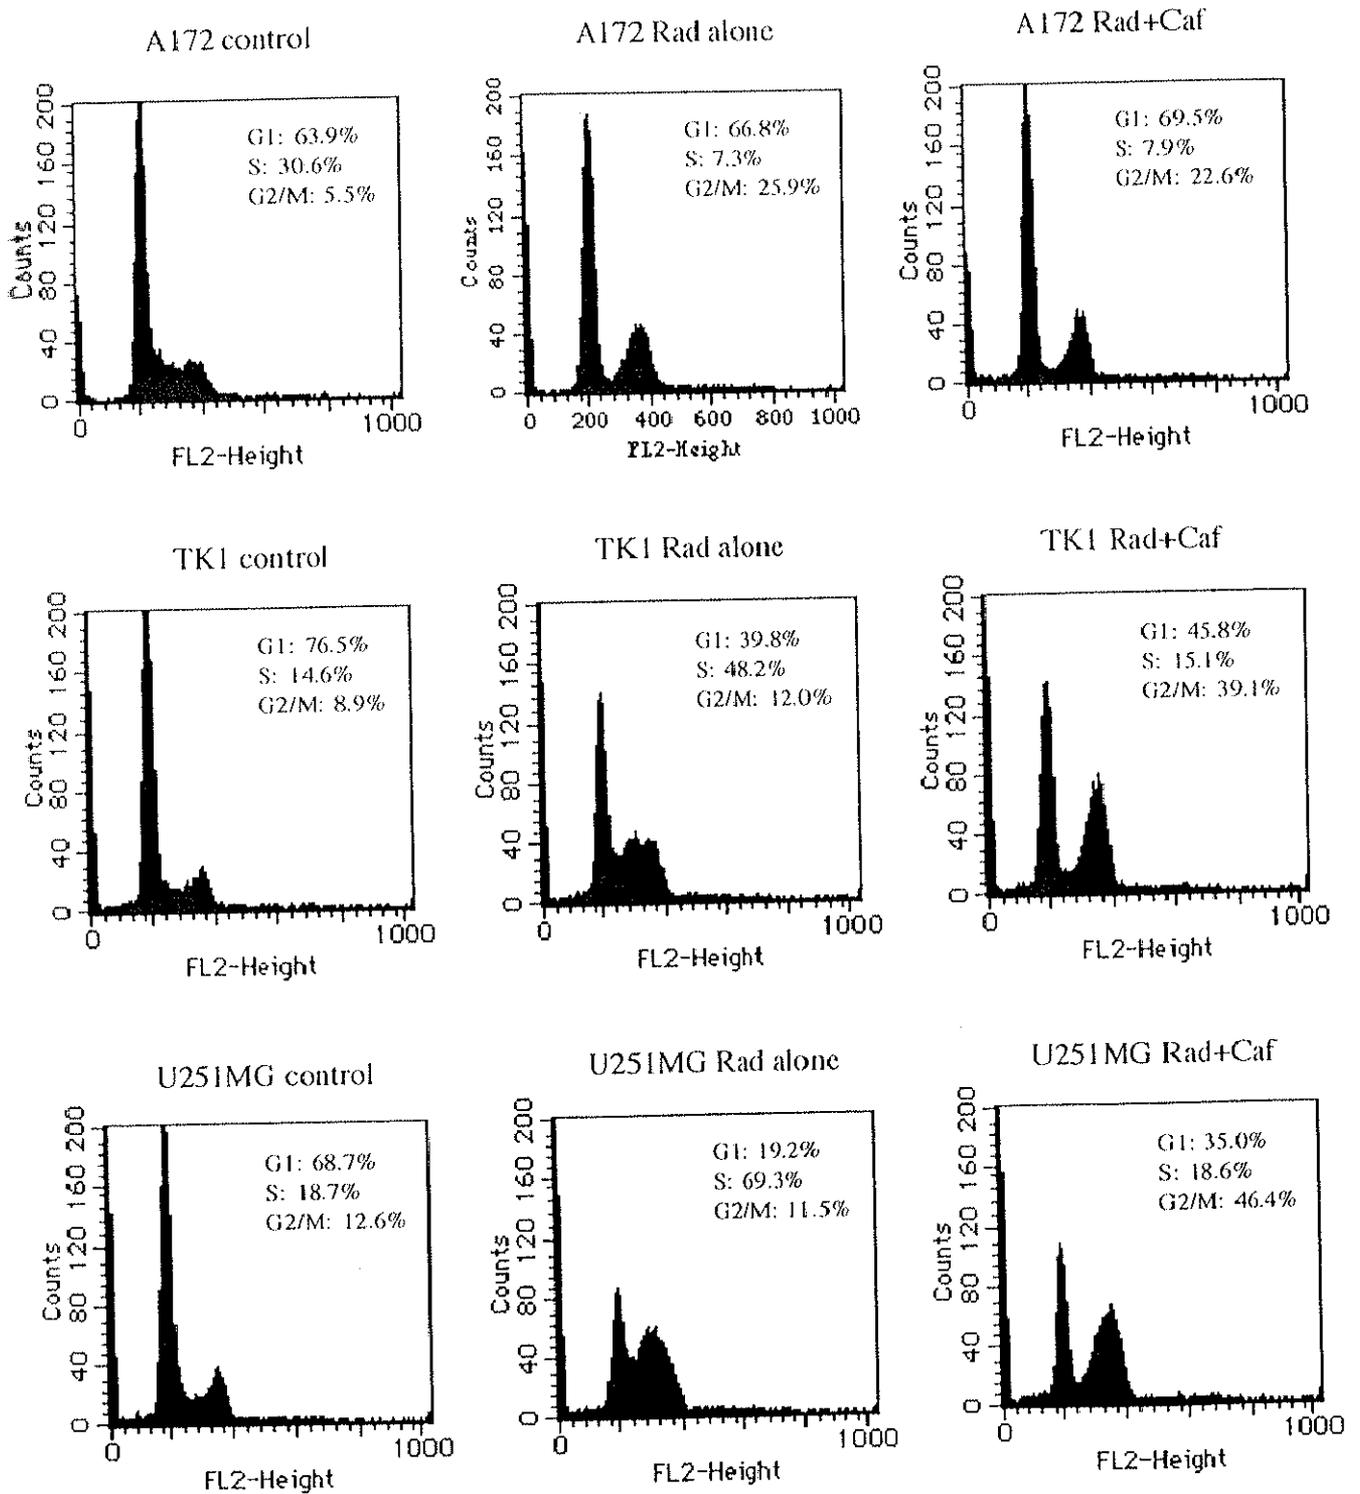 A172 control
200
160
120
80
40
0
Counts
G1: 63.9%
S: 30.6%
G2/M: 5.5%
0 1000
FL2-Height
A172 Rad alone
200
160
120
80
40
0
Counts
G1: 66.8%
S: 7.3%
G2/M: 25.9%
0 200 400 600 800 1000
FL2-Height
A172 Rad+Caf
200
160
120
80
40
0
Counts
G1: 69.5%
S: 7.9%
G2/M: 22.6%
0 1000
FL2-Height
TK1 control
200
160
120
80
40
0
Counts
G1: 76.5%
S: 14.6%
G2/M: 8.9%
0 1000
FL2-Height
TK1 Rad alone
200
160
120
80
40
0
Counts
G1: 39.8%
S: 48.2%
G2/M: 12.0%
0 1000
FL2-Height
TK1 Rad+Caf
200
160
120
80
40
0
Counts
G1: 45.8%
S: 15.1%
G2/M: 39.1%
0 1000
FL2-Height
U251MG control
200
160
120
80
40
0
Counts
G1: 68.7%
S: 18.7%
G2/M: 12.6%
0 1000
FL2-Height
U251MG Rad alone
200
160
120
80
40
0
Counts
G1: 19.2%
S: 69.3%
G2/M: 11.5%
0 1000
FL2-Height
U251MG Rad+Caf
200
160
120
80
40
0
Counts
G1: 35.0%
S: 18.6%
G2/M: 46.4%
0 1000
FL2-Height